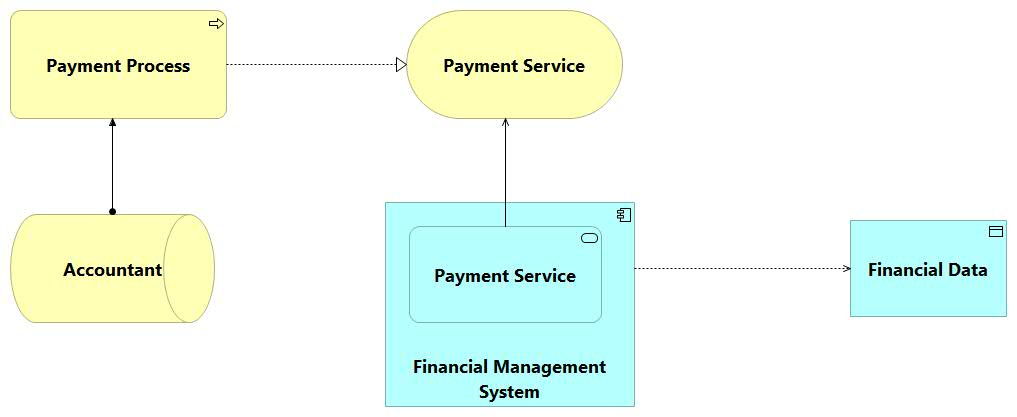 Payment Process
Payment Service
Accountant
Payment Service
Financial Data
Financial Management
System